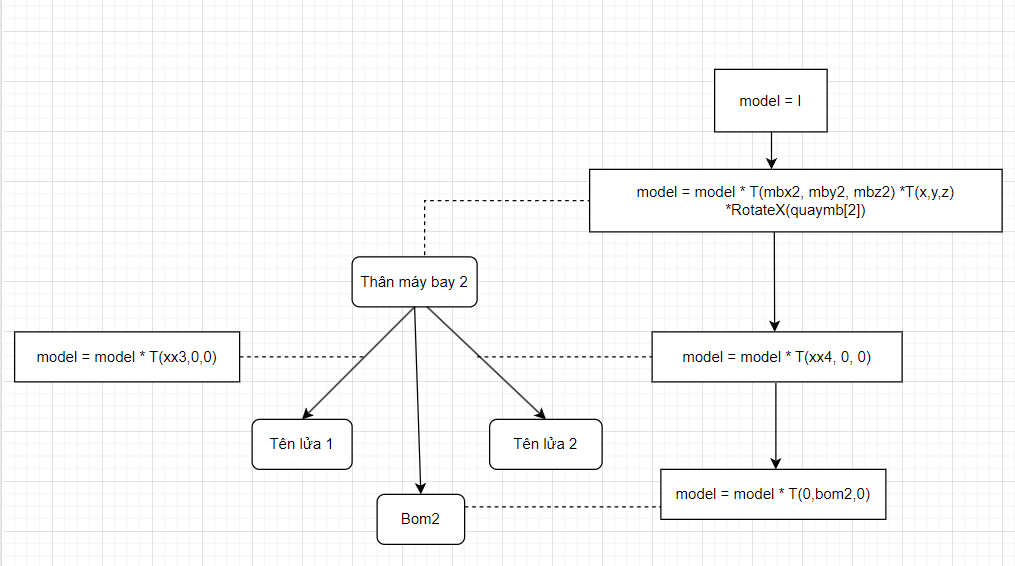 model = I
model = model * T(mbx2, mby2, mbz2) *T(x,y,z)
*RotateX(quaymb[2])
Thân máy bay 2
model = model * T(xx3,0,0)
model = model * T(xx4, 0, 0)
Tên lửa 1
Tên lửa 2
model = model * T(0,bom2,0)
Bom2